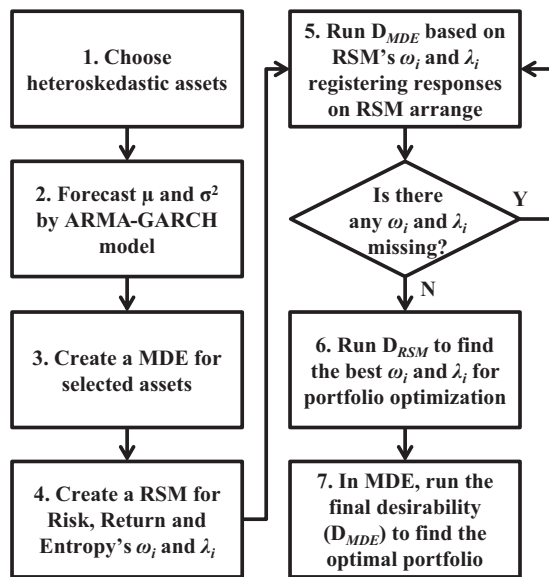 1. Choose
heteroskedastic assets
2. Forecast μ and σ²
by ARMA-GARCH
model
3. Create a MDE for
selected assets
4. Create a RSM for
Risk, Return and
Entropy's ωᵢ and λᵢ
5. Run D_MDE based on
RSM's ωᵢ and λᵢ
registering responses
on RSM arrange
Is there
any ωᵢ and λᵢ
missing?
Y
N
6. Run D_RSM to find
the best ωᵢ and λᵢ for
portfolio optimization
7. In MDE, run the
final desirability
(D_MDE) to find the
optimal portfolio